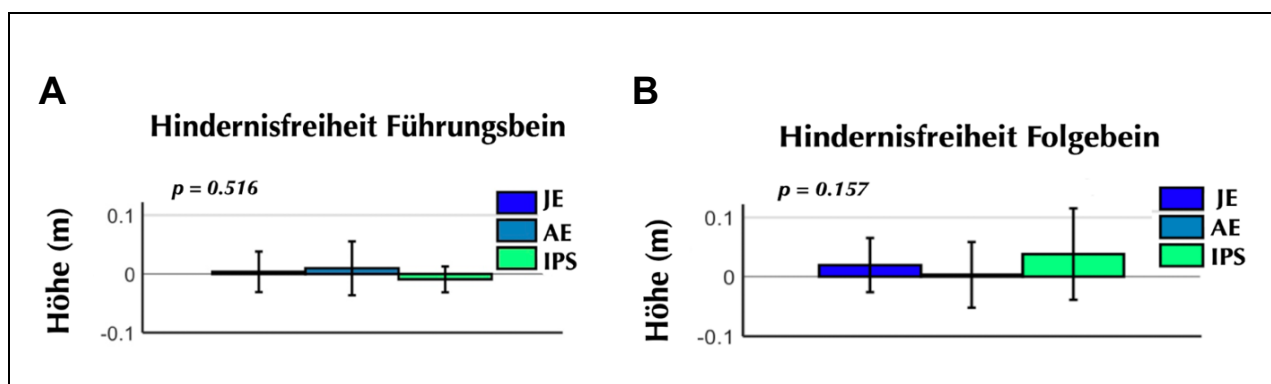 A
Hindernisfreiheit Führungsbein
p = 0.516
JE
AE
IPS
Höhe (m)
0.1
0
-0.1
B
Hindernisfreiheit Folgebein
p = 0.157
JE
AE
IPS
Höhe (m)
0.1
0
-0.1